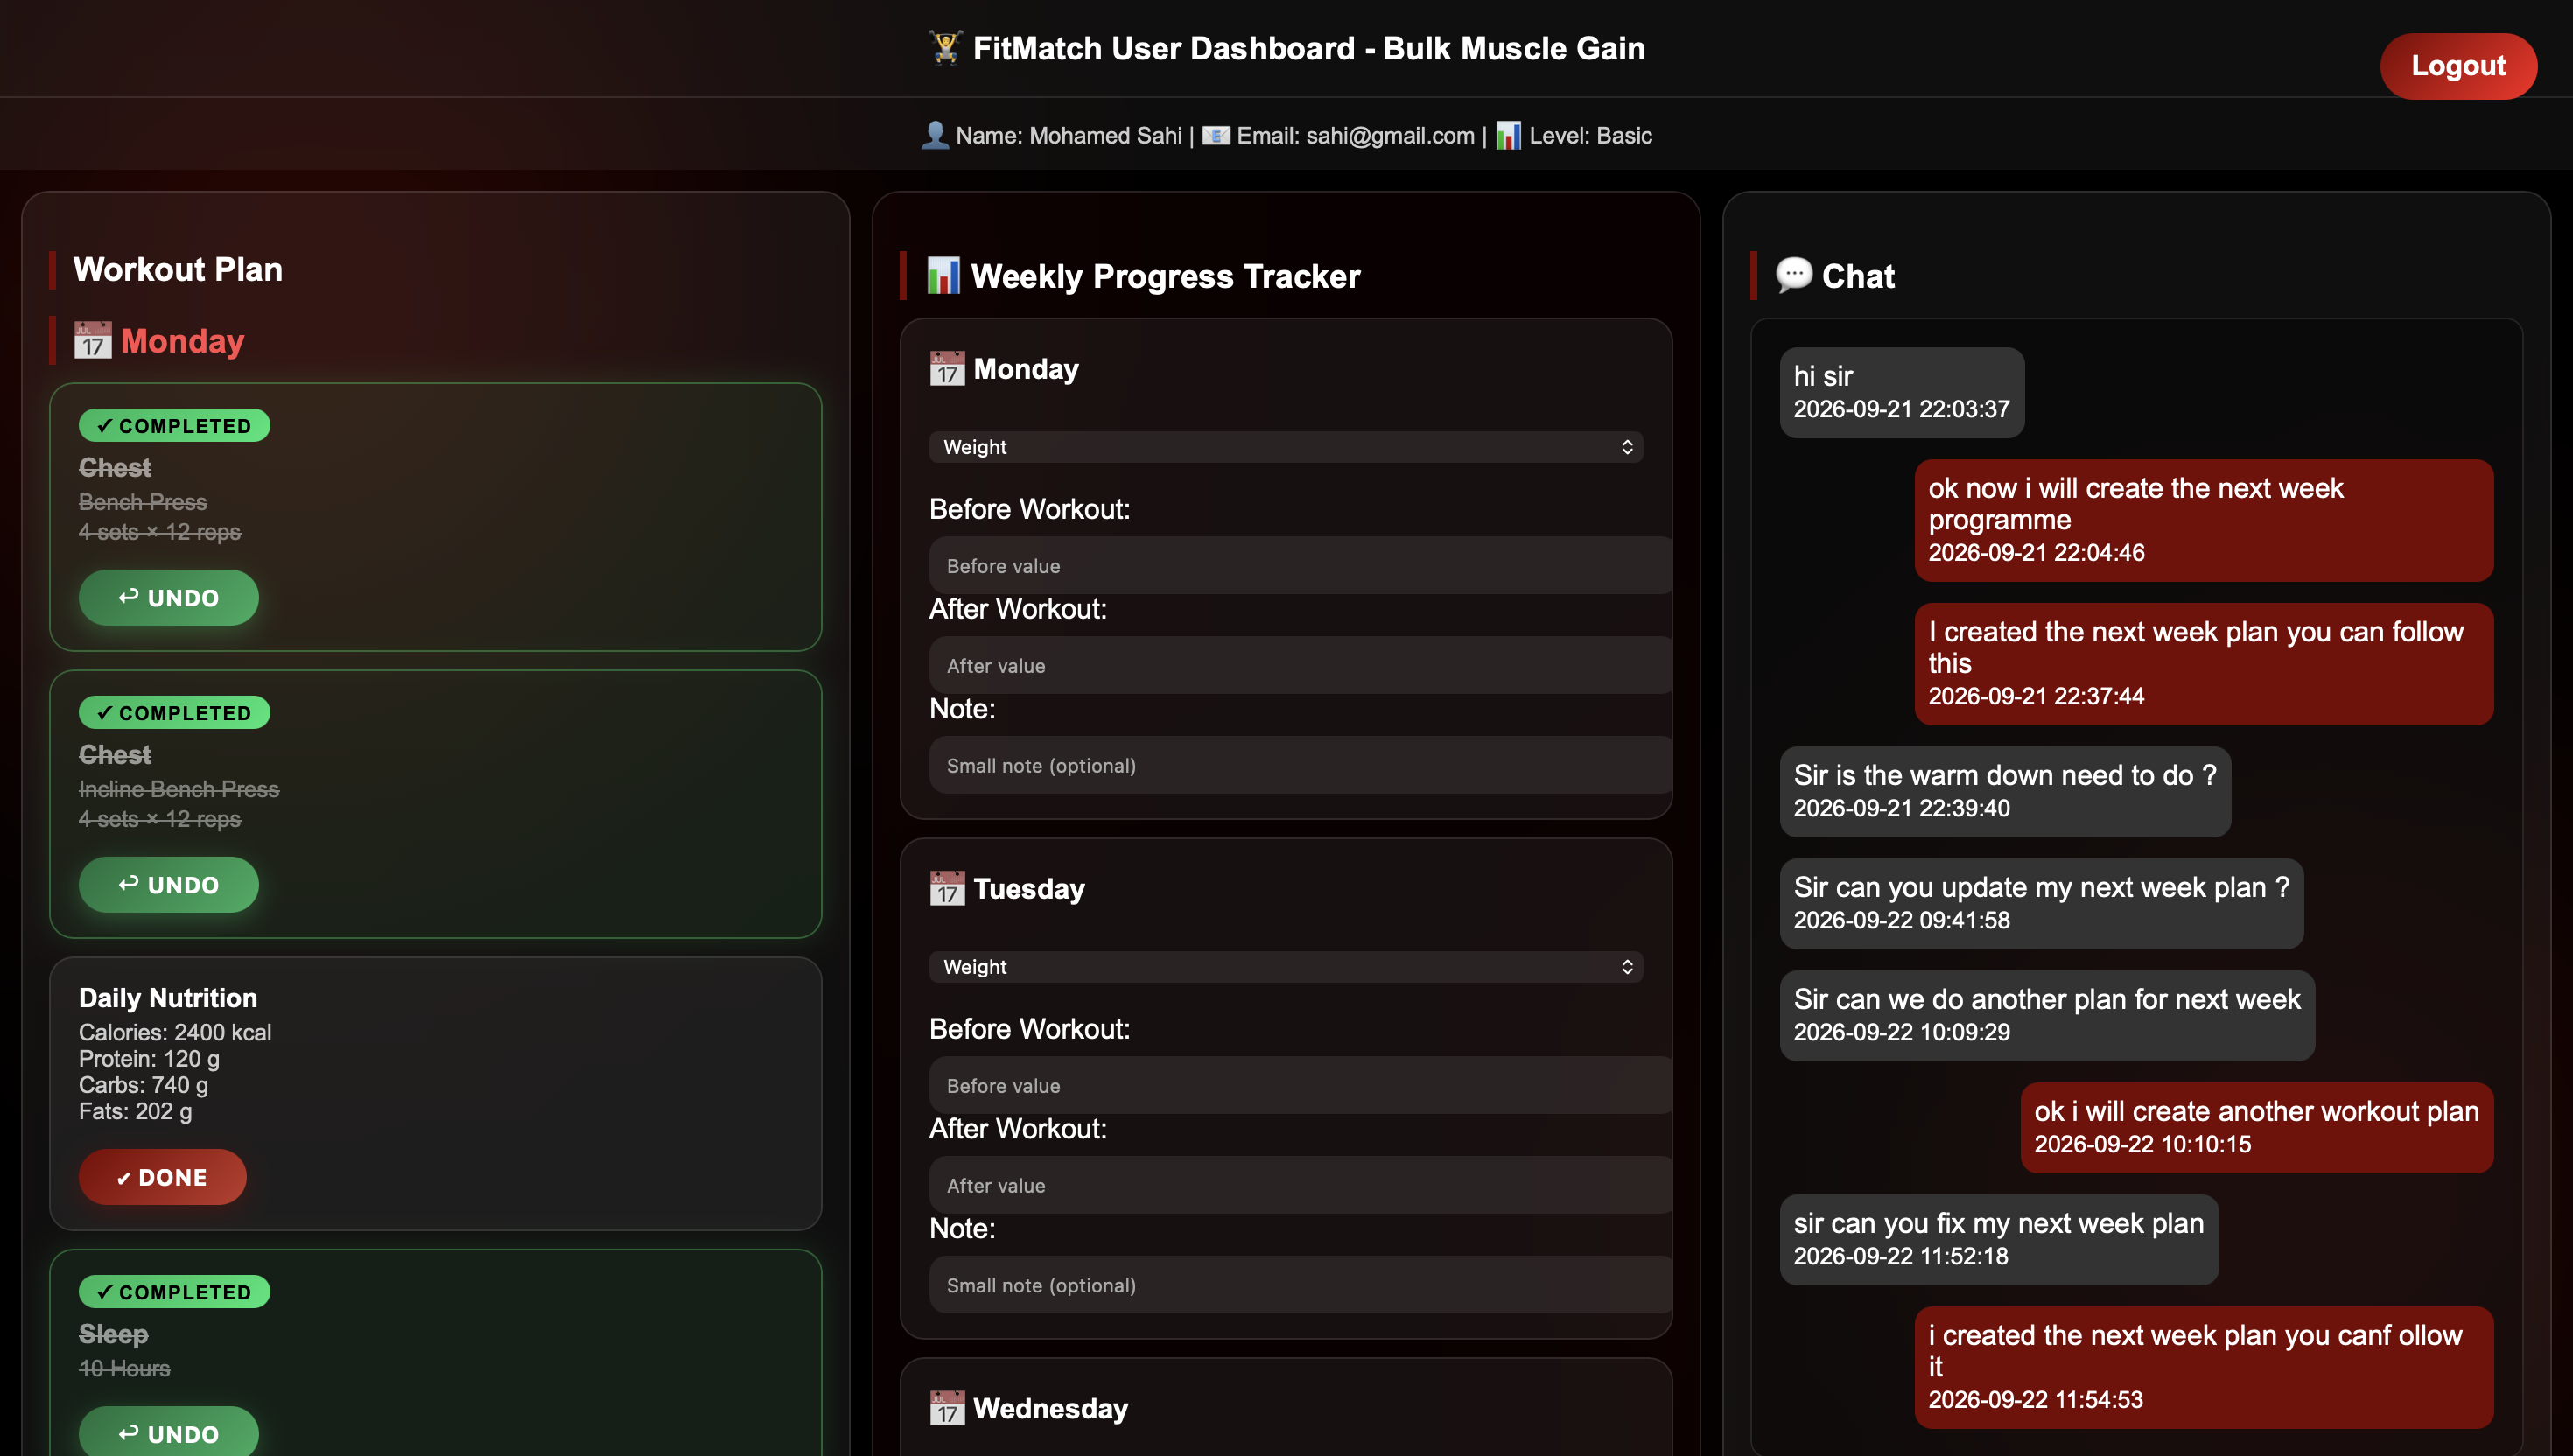 FitMatch User Dashboard - Bulk Muscle Gain
Logout
Name: Mohamed Sahi | Email: sahi@gmail.com | Level: Basic
Workout Plan
JUL 17 Monday
✓ COMPLETED
Chest
Bench Press
4 sets × 12 reps
↩ UNDO
✓ COMPLETED
Chest
Incline Bench Press
4 sets × 12 reps
↩ UNDO
Daily Nutrition
Calories: 2400 kcal
Protein: 120 g
Carbs: 740 g
Fats: 202 g
✓ DONE
✓ COMPLETED
Sleep
10 Hours
↩ UNDO
Weekly Progress Tracker
JUL 17 Monday
Weight
Before Workout:
Before value
After Workout:
After value
Note:
Small note (optional)
JUL 17 Tuesday
Weight
Before Workout:
Before value
After Workout:
After value
Note:
Small note (optional)
JUL 17 Wednesday
Chat
hi sir
2026-09-21 22:03:37
ok now i will create the next week
programme
2026-09-21 22:04:46
I created the next week plan you can follow
this
2026-09-21 22:37:44
Sir is the warm down need to do ?
2026-09-21 22:39:40
Sir can you update my next week plan ?
2026-09-22 09:41:58
Sir can we do another plan for next week
2026-09-22 10:09:29
ok i will create another workout plan
2026-09-22 10:10:15
sir can you fix my next week plan
2026-09-22 11:52:18
i created the next week plan you canf ollow
it
2026-09-22 11:54:53